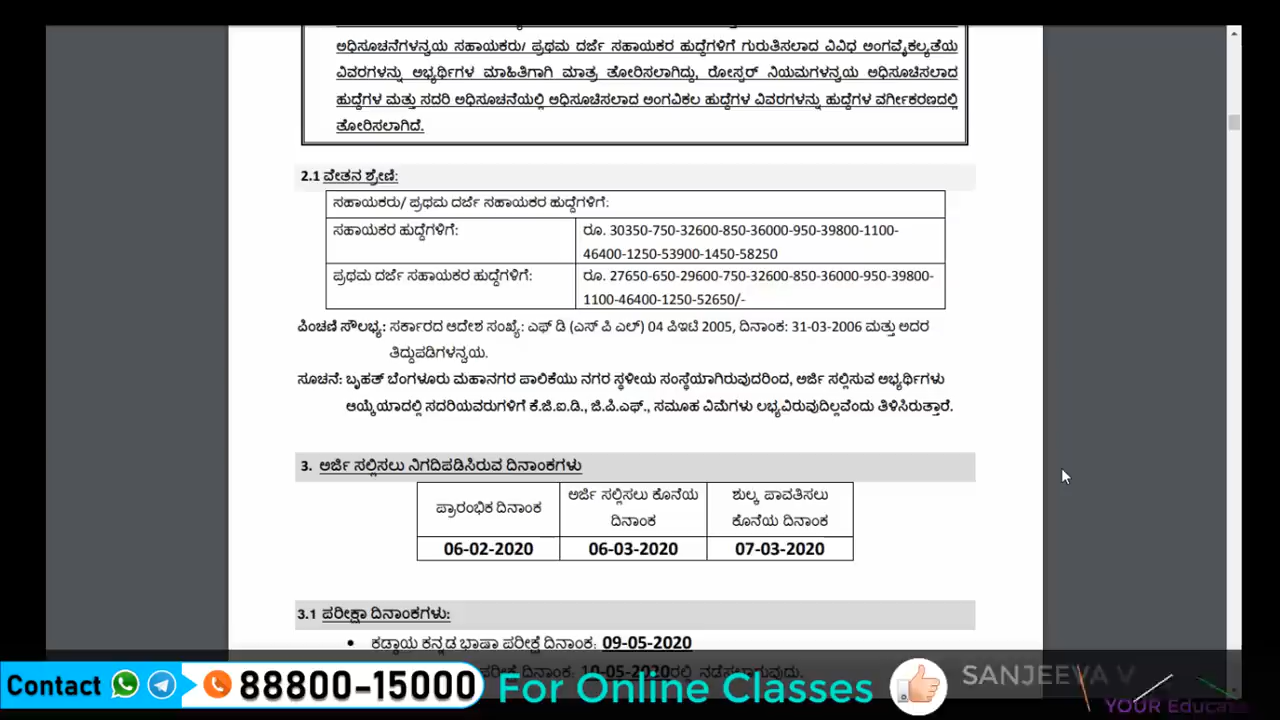 ಅಧಿಸೂಚನೆಗಳನ್ವಯ ಸಹಾಯಕರು/ ಪ್ರಥಮ ದರ್ಜೆ ಸಹಾಯಕರ ಹುದ್ದೆಗಳಿಗೆ ಗುರುತಿಸಲಾದ ವಿವಿಧ ಅಂಗವೈಕಲ್ಯತೆಯ
ವಿವರಗಳನ್ನು ಅಭ್ಯರ್ಥಿಗಳ ಮಾಹಿತಿಗಾಗಿ ಮಾತ್ರ ತೋರಿಸಲಾಗಿದ್ದು, ರೋಸ್ಟರ್ ನಿಯಮಗಳನ್ವಯ ಅಧಿಸೂಚಿಸಲಾದ
ಹುದ್ದೆಗಳ ಮತ್ತು ಸದರಿ ಅಧಿಸೂಚನೆಯಲ್ಲಿ ಅಧಿಸೂಚಿಸಲಾದ ಅಂಗವಿಕಲ ಹುದ್ದೆಗಳ ವಿವರಗಳನ್ನು ಹುದ್ದೆಗಳ ವರ್ಗೀಕರಣದಲ್ಲಿ
ತೋರಿಸಲಾಗಿದೆ.
2.1 ವೇತನ ಶ್ರೇಣಿ:
ಸಹಾಯಕರು/ ಪ್ರಥಮ ದರ್ಜೆ ಸಹಾಯಕರ ಹುದ್ದೆಗಳಿಗೆ:
ಸಹಾಯಕರ ಹುದ್ದೆಗಳಿಗೆ: ರೂ. 30350-750-32600-850-36000-950-39800-1100-
46400-1250-53900-1450-58250
ಪ್ರಥಮ ದರ್ಜೆ ಸಹಾಯಕರ ಹುದ್ದೆಗಳಿಗೆ: ರೂ. 27650-650-29600-750-32600-850-36000-950-39800-
1100-46400-1250-52650/-
ಪಿಂಚಣಿ ಸೌಲಭ್ಯ: ಸರ್ಕಾರದ ಆದೇಶ ಸಂಖ್ಯೆ: ಎಫ್ ಡಿ (ಎಸ್ ಪಿ ಎಲ್) 04 ಪಿಇಟಿ 2005, ದಿನಾಂಕ: 31-03-2006 ಮತ್ತು ಅದರ
ತಿದ್ದುಪಡಿಗಳನ್ವಯ.
ಸೂಚನೆ: ಬೃಹತ್ ಬೆಂಗಳೂರು ಮಹಾನಗರ ಪಾಲಿಕೆಯು ನಗರ ಸ್ಥಳೀಯ ಸಂಸ್ಥೆಯಾಗಿರುವುದರಿಂದ, ಅರ್ಜಿ ಸಲ್ಲಿಸುವ ಅಭ್ಯರ್ಥಿಗಳು
ಆಯ್ಕೆಯಾದಲ್ಲಿ ಸದರಿಯವರುಗಳಿಗೆ ಕೆ.ಜಿ.ಐ.ಡಿ., ಜಿ.ಪಿ.ಎಫ್., ಸಮೂಹ ವಿಮೆಗಳು ಲಭ್ಯವಿರುವುದಿಲ್ಲವೆಂದು ತಿಳಿಸಿರುತ್ತಾರೆ.
3. ಅರ್ಜಿ ಸಲ್ಲಿಸಲು ನಿಗದಿಪಡಿಸಿರುವ ದಿನಾಂಕಗಳು
ಪ್ರಾರಂಭಿಕ ದಿನಾಂಕ ಅರ್ಜಿ ಸಲ್ಲಿಸಲು ಕೊನೆಯ ದಿನಾಂಕ ಶುಲ್ಕ ಪಾವತಿಸಲು ಕೊನೆಯ ದಿನಾಂಕ
06-02-2020 06-03-2020 07-03-2020
3.1 ಪರೀಕ್ಷಾ ದಿನಾಂಕಗಳು:
• ಕಡ್ಡಾಯ ಕನ್ನಡ ಭಾಷಾ ಪರೀಕ್ಷೆ ದಿನಾಂಕ: 09-05-2020
ಪರೀಕ್ಷೆ ದಿನಾಂಕ: 10-05-2020ರಲ್ಲಿ ನಡೆಸಲಾಗುವುದು.
Contact 88800-15000 For Online Classes
SANJEEVA V
YOUR Educat